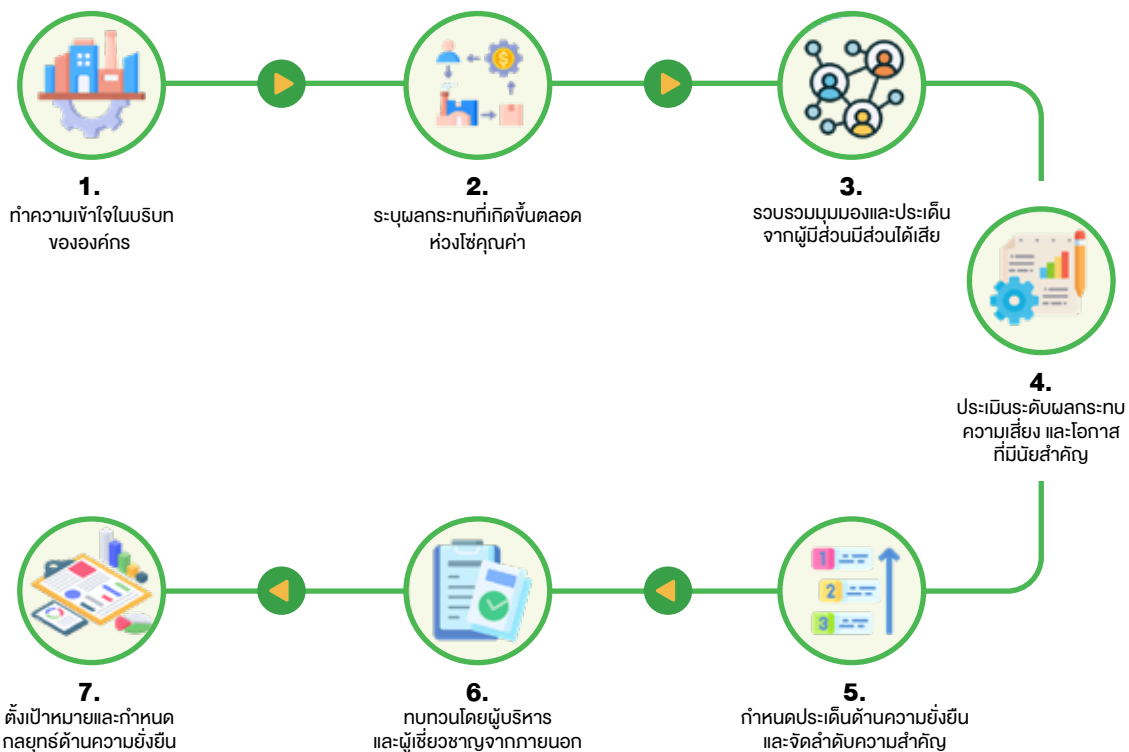 1.
ทำความเข้าใจในบริบท
ขององค์กร
2.
ระบุผลกระทบที่เกิดขึ้นตลอด
ห่วงโซ่คุณค่า
3.
รวบรวมมุมมองและประเด็น
จากผู้มีส่วนมีส่วนได้เสีย
4.
ประเมินระดับผลกระทบ
ความเสี่ยง และโอกาส
ที่มีนัยสำคัญ
1
2
3
5.
กำหนดประเด็นด้านความยั่งยืน
และจัดลำดับความสำคัญ
6.
ทบทวนโดยผู้บริหาร
และผู้เชี่ยวชาญจากภายนอก
7.
ตั้งเป้าหมายและกำหนด
กลยุทธ์ด้านความยั่งยืน